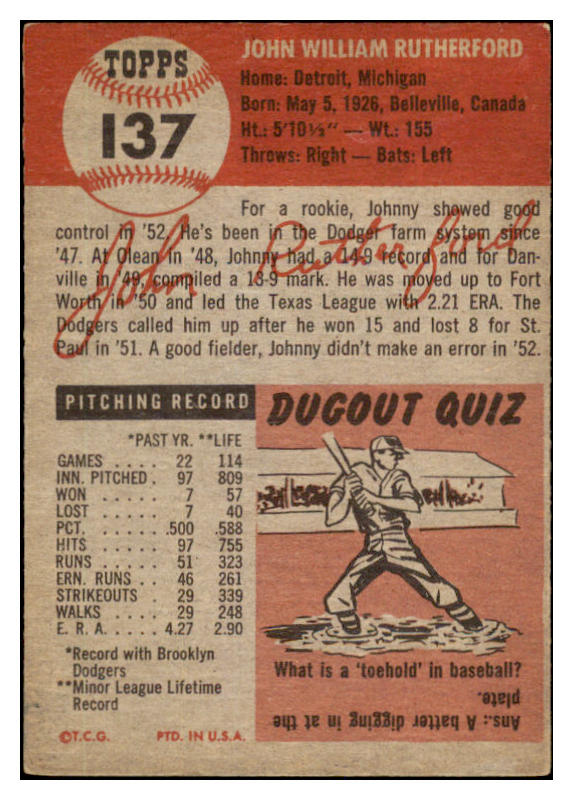 TOPPS
137
JOHN WILLIAM RUTHERFORD
Home: Detroit, Michigan
Born: May 5, 1926, Belleville, Canada
Ht.: 5'10½" — Wt.: 155
Throws: Right — Bats: Left
For a rookie, Johnny showed good
control in '52. He's been in the Dodger farm system since
'47. At Olean in '48, Johnny had a 14-9 record and for Dan-
ville in '49, compiled a 18-9 mark. He was moved up to Fort
Worth in '50 and led the Texas League with 2.21 ERA. The
Dodgers called him up after he won 15 and lost 8 for St.
Paul in '51. A good fielder, Johnny didn't make an error in '52.
John Rutherford
PITCHING RECORD
*PAST YR. **LIFE
GAMES .... 22 114
INN. PITCHED . 97 809
WON ..... 7 57
LOST ..... 7 40
PCT. ..... .500 .588
HITS ..... 97 755
RUNS ..... 51 323
ERN. RUNS ... 46 261
STRIKEOUTS .. 29 339
WALKS .... 29 248
E. R. A. .... 4.27 2.90
*Record with Brooklyn
Dodgers
**Minor League Lifetime
Record
©T.C.G. PTD. IN U.S.A.
DUGOUT QUIZ
What is a 'toehold' in baseball?
Ans.: A batter digging in at the
plate.